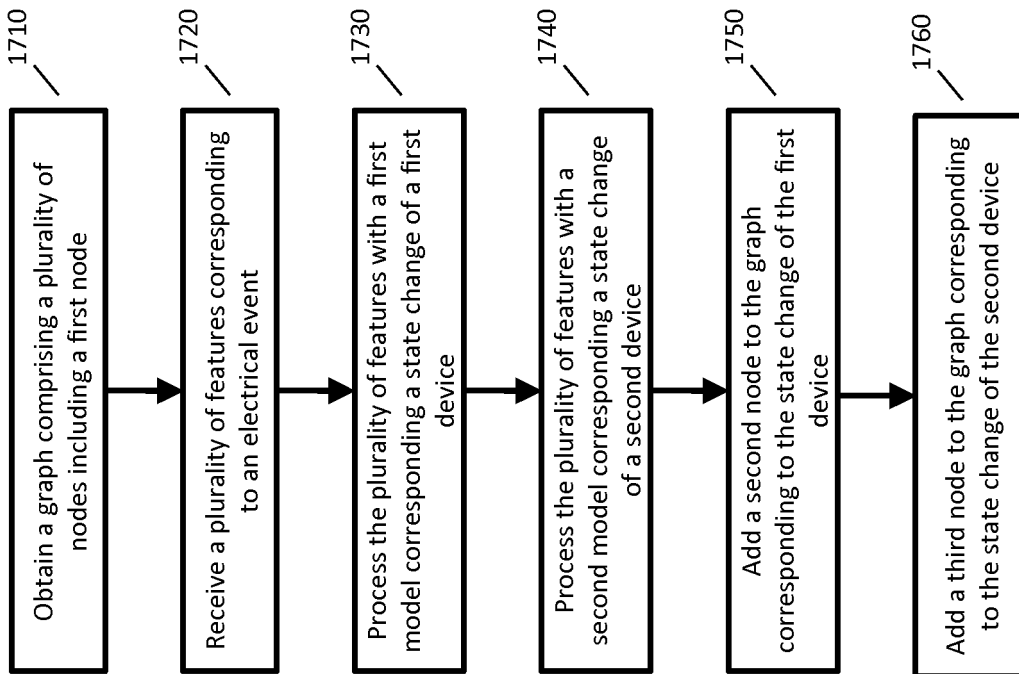 1710
Obtain a graph comprising a plurality of
nodes including a first node
1720
Receive a plurality of features corresponding
to an electrical event
1730
Process the plurality of features with a first
model corresponding a state change of a first
device
1740
Process the plurality of features with a
second model corresponding a state change
of a second device
1750
Add a second node to the graph
corresponding to the state change of the first
device
1760
Add a third node to the graph corresponding
to the state change of the second device